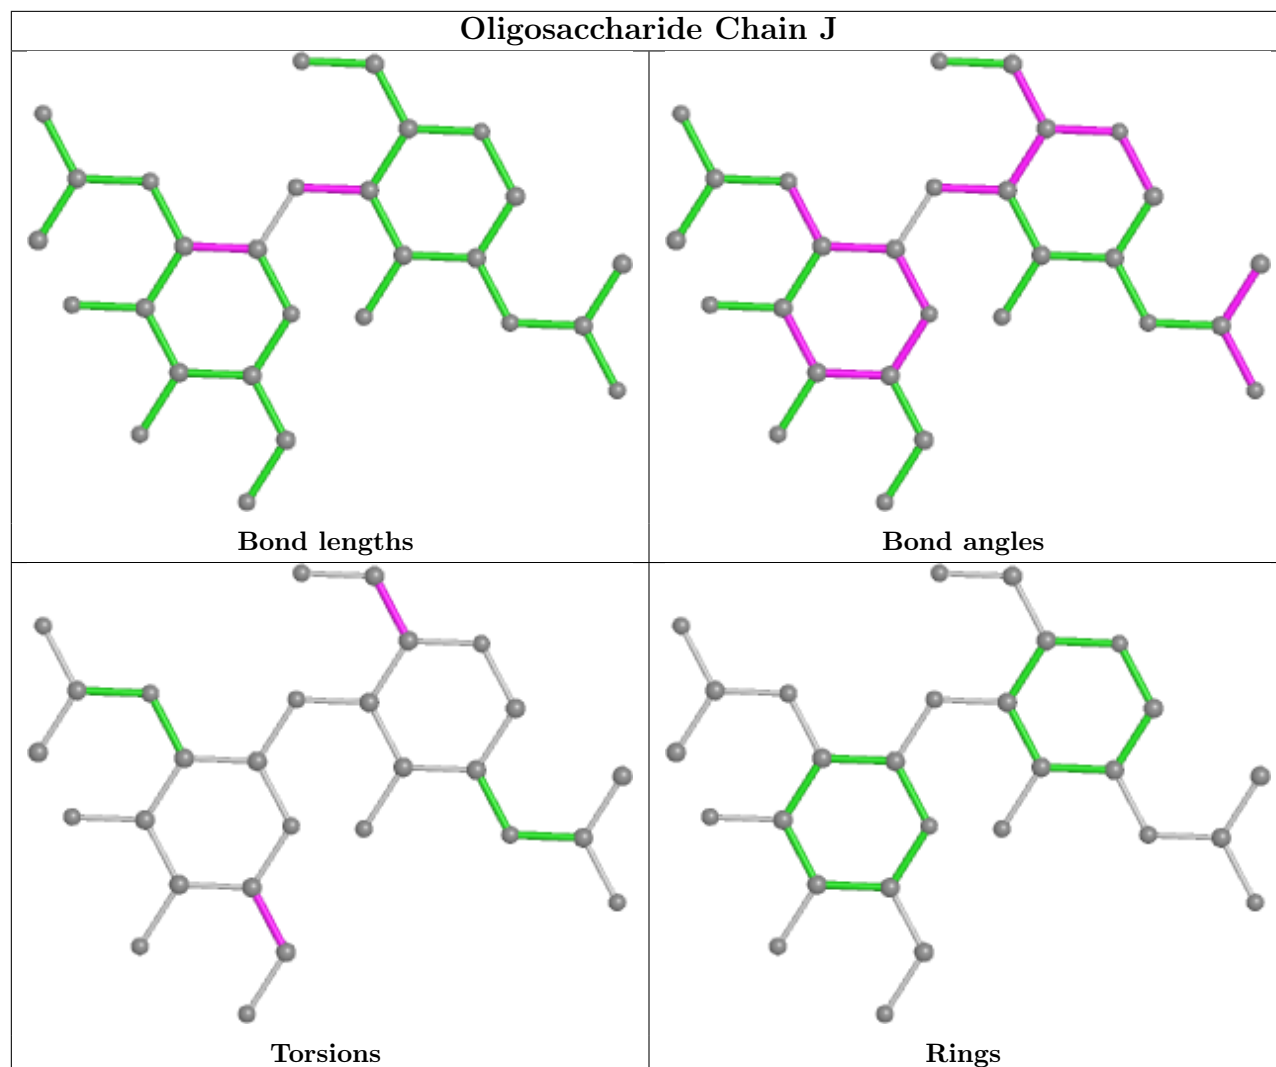 Oligosaccharide Chain J
Bond lengths
Bond angles
Torsions
Rings